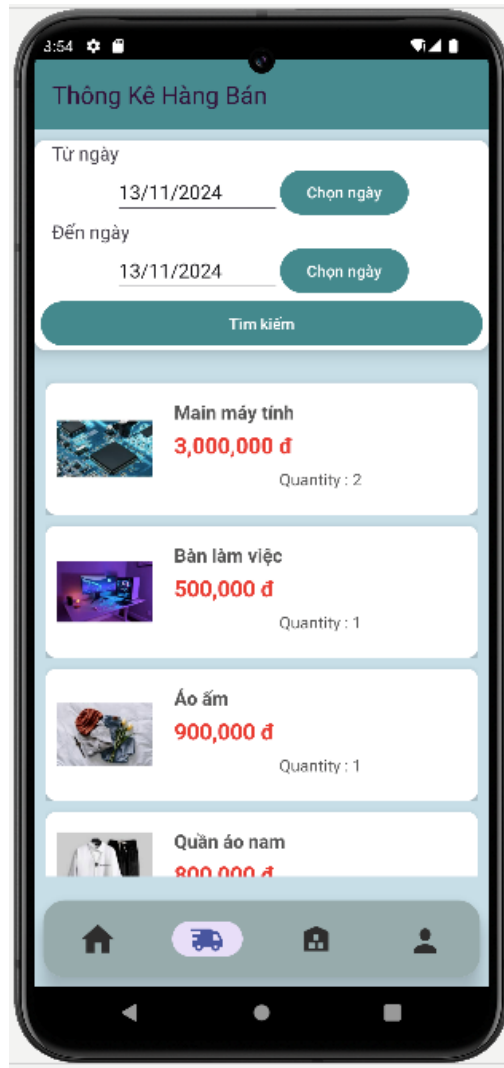 3:54
Thông Kê Hàng Bán
Từ ngày
13/11/2024 Chọn ngày
Đến ngày
13/11/2024 Chọn ngày
Tìm kiếm
Main máy tính
3,000,000 đ
Quantity : 2
Bàn làm việc
500,000 đ
Quantity : 1
Áo ấm
900,000 đ
Quantity : 1
Quần áo nam
800,000 đ